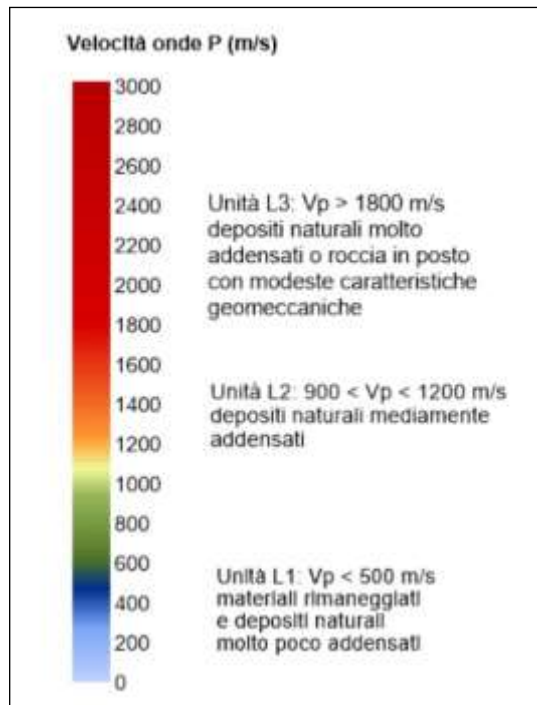 Velocità onde P (m/s)
3000
2800
2600
2400
2200
2000
1800
1600
1400
1200
1000
800
600
400
200
0
Unità L3: Vp > 1800 m/s
depositi naturali molto
addensati o roccia in posto
con modeste caratteristiche
geomeccaniche
Unità L2: 900 < Vp < 1200 m/s
depositi naturali mediamente
addensati
Unità L1: Vp < 500 m/s
materiali rimaneggiati
e depositi naturali
molto poco addensati